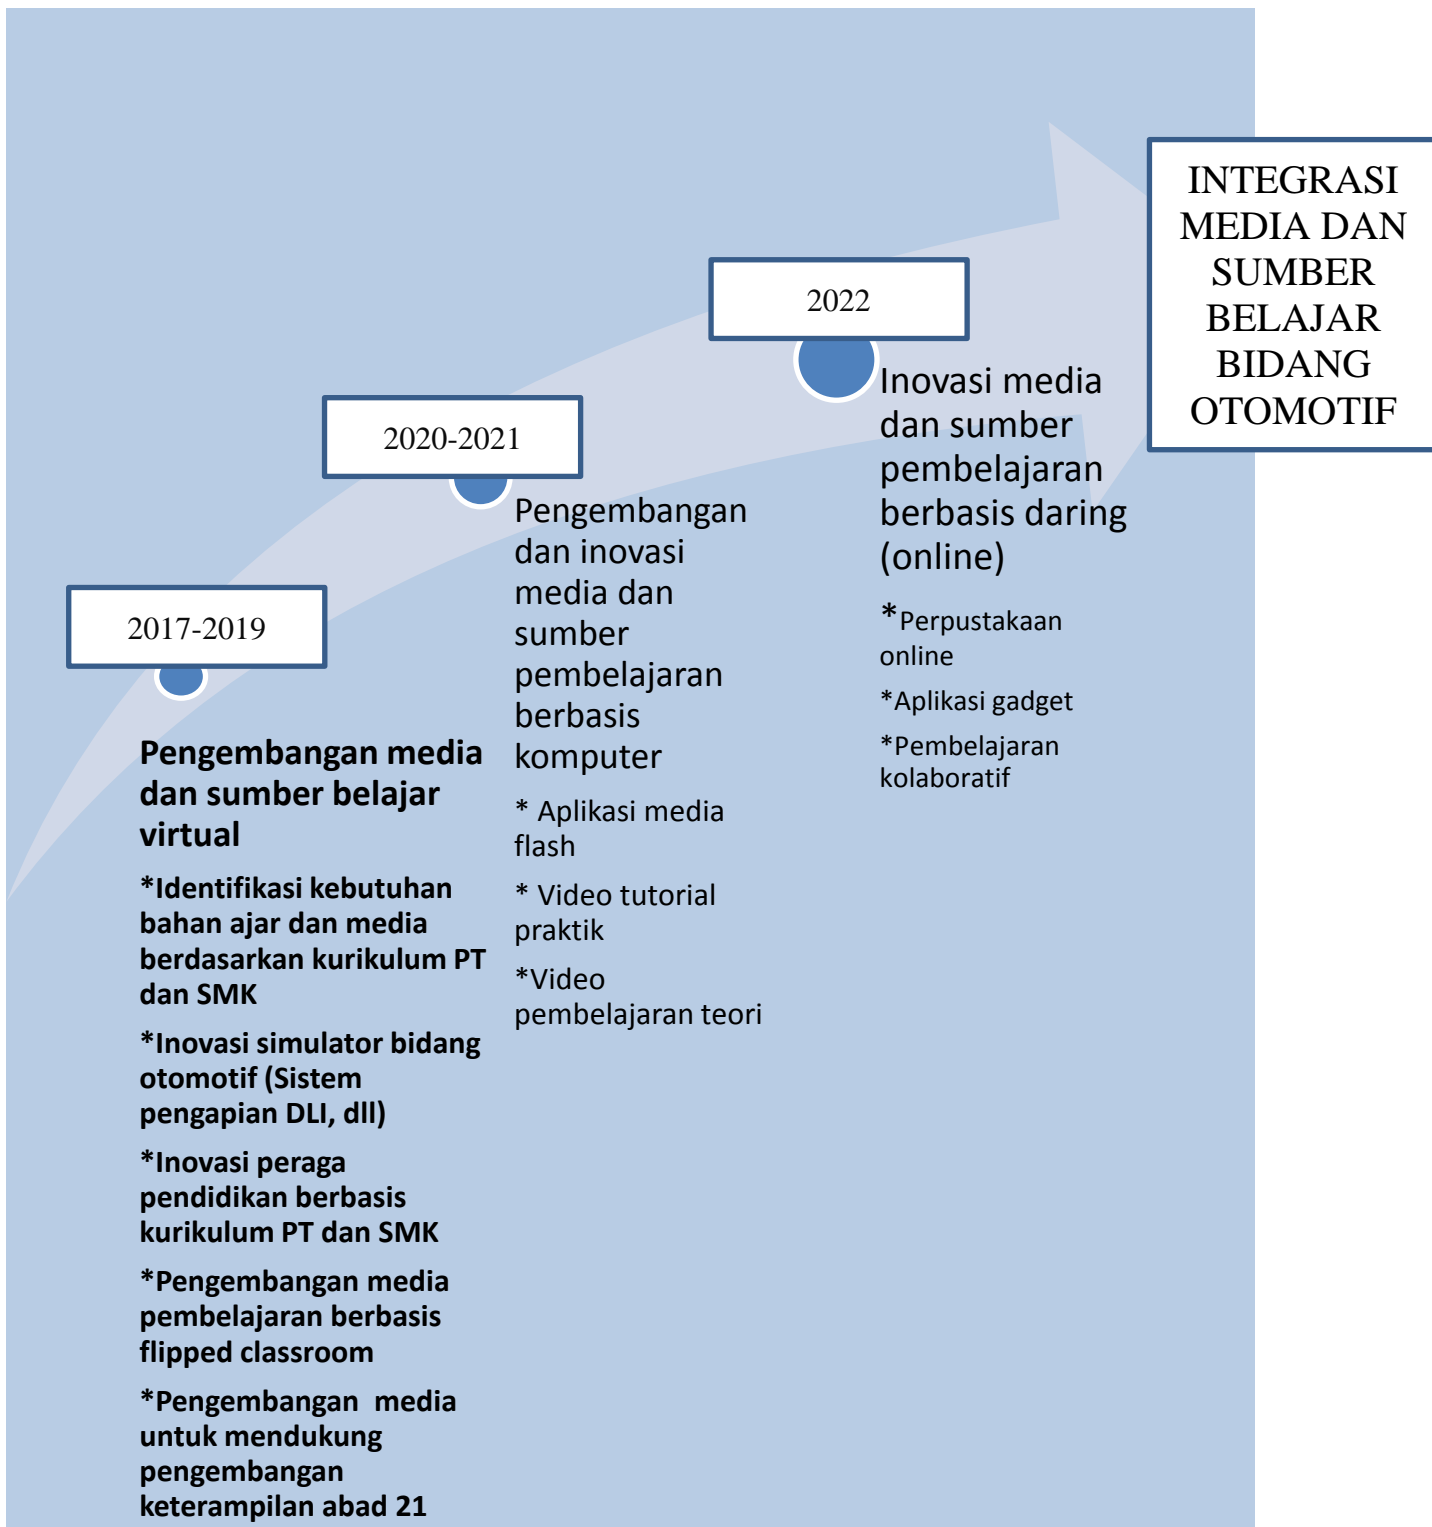 2017-2019
Pengembangan media
dan sumber belajar
virtual
*Identifikasi kebutuhan
bahan ajar dan media
berdasarkan kurikulum PT
dan SMK
*Inovasi simulator bidang
otomotif (Sistem
pengapian DLI, dll)
*Inovasi peraga
pendidikan berbasis
kurikulum PT dan SMK
*Pengembangan media
pembelajaran berbasis
flipped classroom
*Pengembangan  media
untuk mendukung
pengembangan
keterampilan abad 21
2020-2021
Pengembangan
dan inovasi
media dan
sumber
pembelajaran
berbasis
komputer
* Aplikasi media
flash
* Video tutorial
praktik
*Video
pembelajaran teori
2022
Inovasi media
dan sumber
pembelajaran
berbasis daring
(online)
*Perpustakaan
online
*Aplikasi gadget
*Pembelajaran
kolaboratif
INTEGRASI
MEDIA DAN
SUMBER
BELAJAR
BIDANG
OTOMOTIF